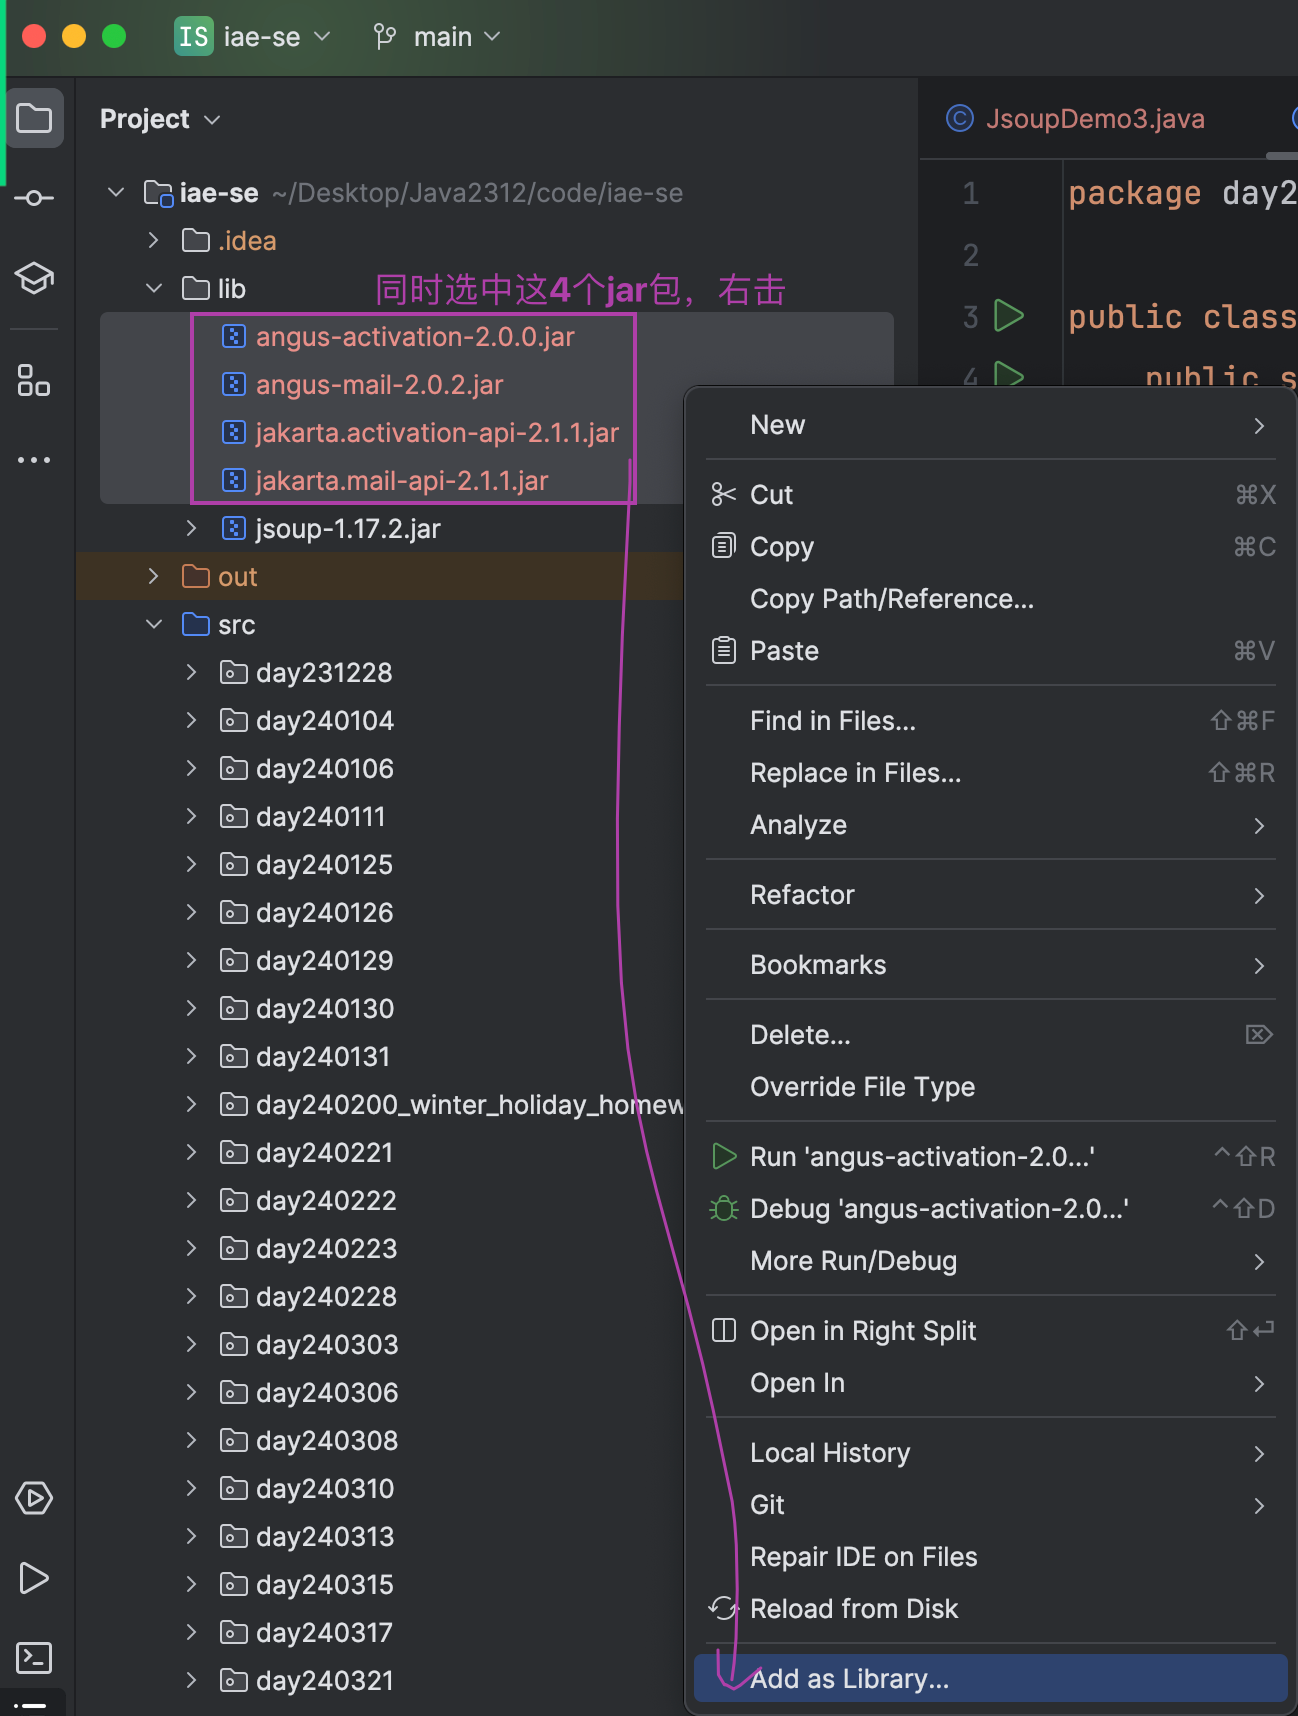 IS iae-se main
Project
JsoupDemo3.java
iae-se ~/Desktop/Java2312/code/iae-se
.idea
lib
同时选中这4个jar包，右击
angus-activation-2.0.0.jar
angus-mail-2.0.2.jar
jakarta.activation-api-2.1.1.jar
jakarta.mail-api-2.1.1.jar
jsoup-1.17.2.jar
out
src
day231228
day240104
day240106
day240111
day240125
day240126
day240129
day240130
day240131
day240200_winter_holiday_homew
day240221
day240222
day240223
day240228
day240303
day240306
day240308
day240310
day240313
day240315
day240317
day240321
1 package day2
2
3 public class
4 public s
New
Cut ⌘X
Copy ⌘C
Copy Path/Reference...
Paste ⌘V
Find in Files... ⇧⌘F
Replace in Files... ⇧⌘R
Analyze
Refactor
Bookmarks
Delete... ⌦
Override File Type
Run 'angus-activation-2.0...' ^⇧R
Debug 'angus-activation-2.0...' ^⇧D
More Run/Debug
Open in Right Split ⇧↩
Open In
Local History
Git
Repair IDE on Files
Reload from Disk
Add as Library...